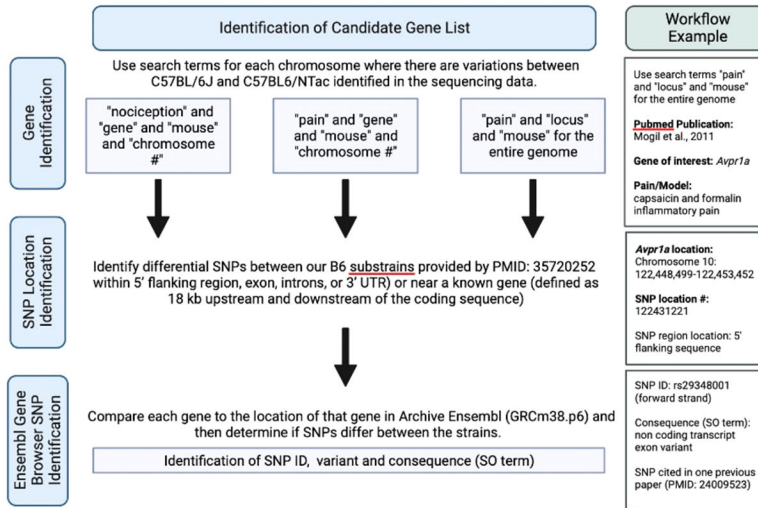 Identification of Candidate Gene List
Workflow
Example
Gene
Identification
Use search terms for each chromosome where there are variations between
C57BL/6J and C57BL6/NTac identified in the sequencing data.
"nociception" and
"gene" and "mouse"
and "chromosome
#"
"pain" and "gene"
and "mouse" and
"chromosome #"
"pain" and "locus"
and "mouse" for the
entire genome
Use search terms "pain"
and "locus" and "mouse"
for the entire genome
Pubmed Publication:
Mogil et al., 2011
Gene of interest: Avpr1a
Pain/Model:
capsaicin and formalin
inflammatory pain
SNP Location
Identification
Identify differential SNPs between our B6 substrains provided by PMID: 35720252
within 5' flanking region, exon, introns, or 3' UTR) or near a known gene (defined as
18 kb upstream and downstream of the coding sequence)
Avpr1a location:
Chromosome 10:
122,448,499-122,453,452
SNP location #:
122431221
SNP region location: 5'
flanking sequence
Ensembl Gene
Browser SNP
Identification
Compare each gene to the location of that gene in Archive Ensembl (GRCm38.p6) and
then determine if SNPs differ between the strains.
Identification of SNP ID, variant and consequence (SO term)
SNP ID: rs29348001
(forward strand)
Consequence (SO term):
non coding transcript
exon variant
SNP cited in one previous
paper (PMID: 24009523)